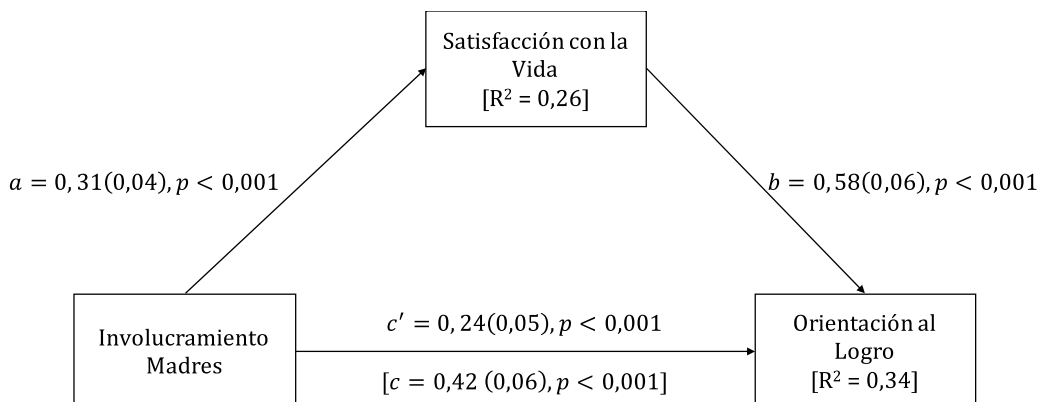 Satisfacción con la
Vida
[R² = 0,26]
a = 0, 31(0,04), p < 0,001
b = 0, 58(0,06), p < 0,001
Involucramiento
Madres
c′ = 0, 24(0,05), p < 0,001
[c = 0,42 (0,06), p < 0,001]
Orientación al
Logro
[R² = 0,34]